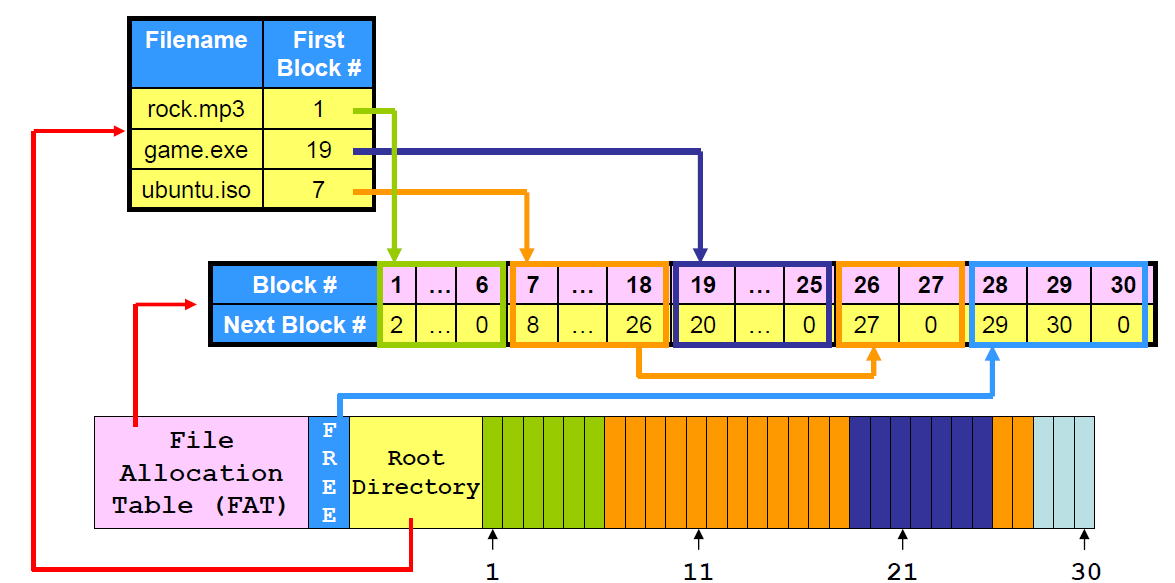 Filename First
Block #
rock.mp3 1
game.exe 19
ubuntu.iso 7
Block # 1 … 6 7 … 18 19 … 25 26 27 28 29 30
Next Block # 2 … 0 8 … 26 20 … 0 27 0 29 30 0
File
Allocation
Table (FAT)
F
R
E
E
Root
Directory
1 11 21 30